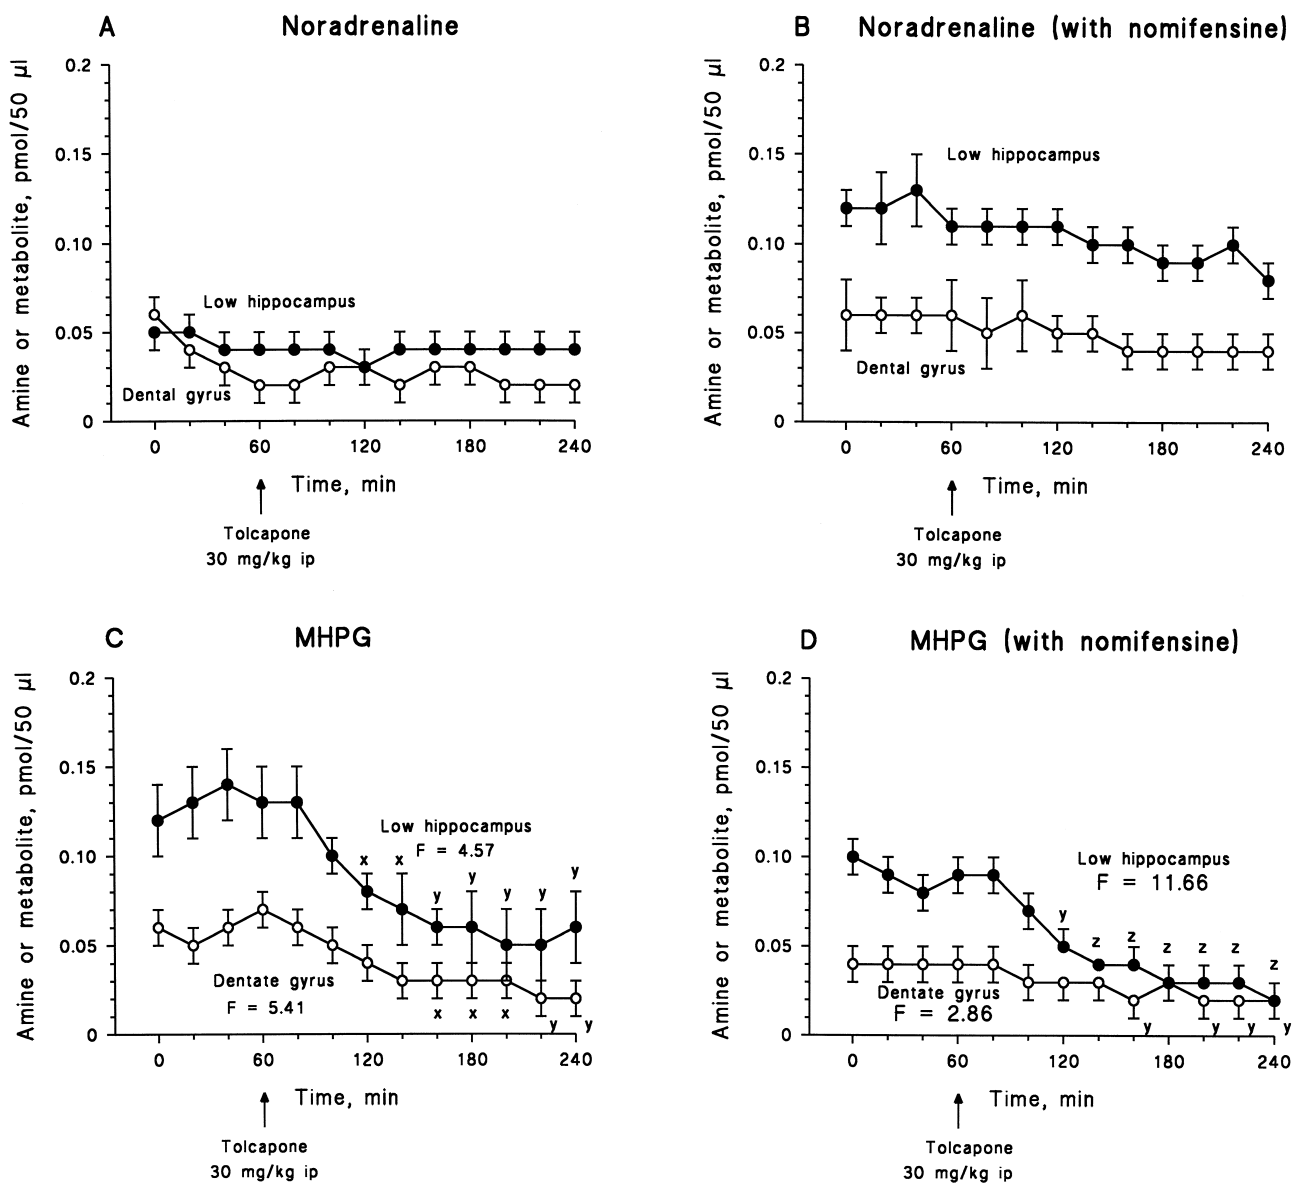 A Noradrenaline
Amine or metabolite, pmol/50 µl
0.2
0.15
0.10
0.05
0
Low hippocampus
Dental gyrus
0 60 120 180 240
Time, min
Tolcapone
30 mg/kg ip
B Noradrenaline (with nomifensine)
Amine or metabolite, pmol/50 µl
0.2
0.15
0.10
0.05
0
Low hippocampus
Dental gyrus
0 60 120 180 240
Time, min
Tolcapone
30 mg/kg ip
C MHPG
Amine or metabolite, pmol/50 µl
0.2
0.15
0.10
0.05
0
Low hippocampus
F = 4.57
x x y y y y y
Dentate gyrus
F = 5.41
x x x y y
0 60 120 180 240
Time, min
Tolcapone
30 mg/kg ip
D MHPG (with nomifensine)
Amine or metabolite, pmol/50 µl
0.2
0.15
0.10
0.05
0
Low hippocampus
F = 11.66
y z z z z z z
Dentate gyrus
F = 2.86
y y y y
0 60 120 180 240
Time, min
Tolcapone
30 mg/kg ip